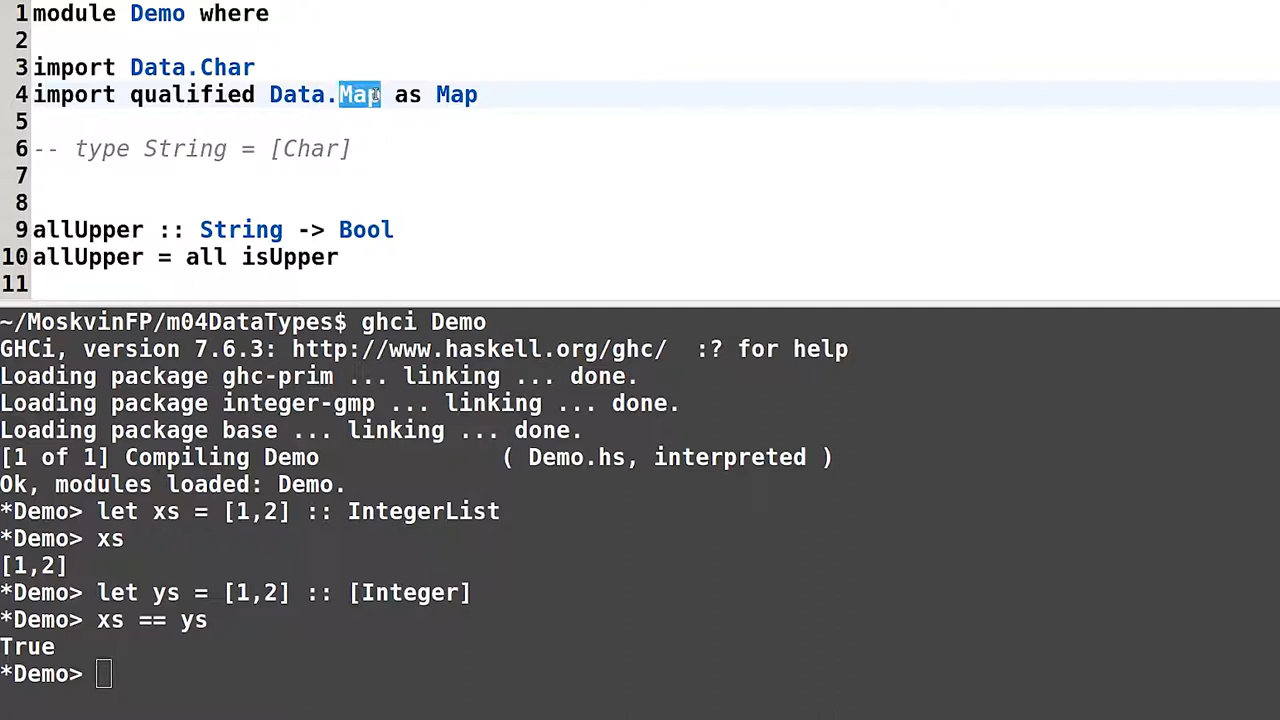 1 module Demo where
2
3 import Data.Char
4 import qualified Data.Map as Map
5
6 -- type String = [Char]
7
8
9 allUpper :: String -> Bool
10 allUpper = all isUpper
11
~/MoskvinFP/m04DataTypes$ ghci Demo
GHCi, version 7.6.3: http://www.haskell.org/ghc/  :? for help
Loading package ghc-prim ... linking ... done.
Loading package integer-gmp ... linking ... done.
Loading package base ... linking ... done.
[1 of 1] Compiling Demo             ( Demo.hs, interpreted )
Ok, modules loaded: Demo.
*Demo> let xs = [1,2] :: IntegerList
*Demo> xs
[1,2]
*Demo> let ys = [1,2] :: [Integer]
*Demo> xs == ys
True
*Demo>